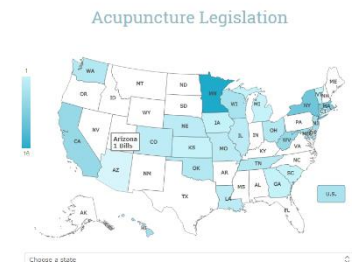 Acupuncture Legislation
1
WA
MT
ND
ME
OR
MN
ID
SD
WI
MI
NY
WY
IA
NE
PA
NV
IL
IN
OH
Arizona
1 Bills
CO
KS
MO
WV
VA
CA
KY
NC
TN
OK
AZ
NM
AR
SC
MS
AL
GA
TX
LA
U.S.
FL
AK
HI
Choose a state